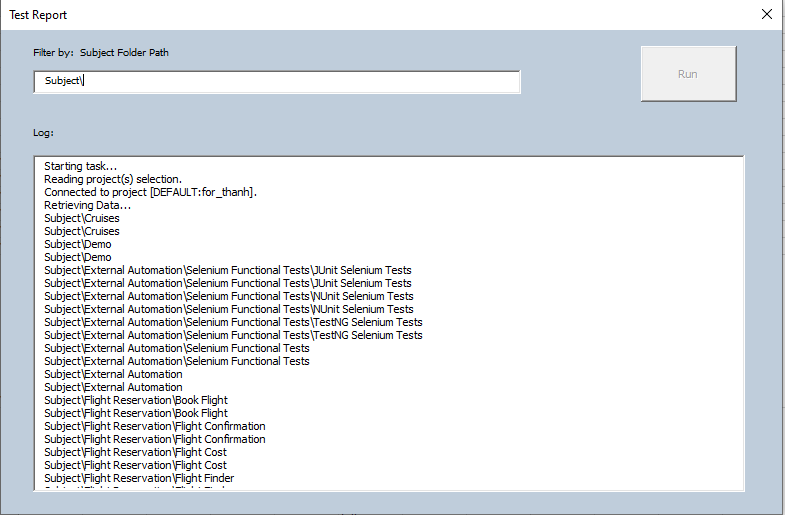 Test Report
Filter by: Subject Folder Path
Subject\
Run
Log:
Starting task...
Reading project(s) selection.
Connected to project [DEFAULT:for_thanh].
Retrieving Data...
Subject\Cruises
Subject\Cruises
Subject\Demo
Subject\Demo
Subject\External Automation\Selenium Functional Tests\JUnit Selenium Tests
Subject\External Automation\Selenium Functional Tests\JUnit Selenium Tests
Subject\External Automation\Selenium Functional Tests\NUnit Selenium Tests
Subject\External Automation\Selenium Functional Tests\NUnit Selenium Tests
Subject\External Automation\Selenium Functional Tests\TestNG Selenium Tests
Subject\External Automation\Selenium Functional Tests\TestNG Selenium Tests
Subject\External Automation\Selenium Functional Tests
Subject\External Automation\Selenium Functional Tests
Subject\External Automation
Subject\External Automation
Subject\Flight Reservation\Book Flight
Subject\Flight Reservation\Book Flight
Subject\Flight Reservation\Flight Confirmation
Subject\Flight Reservation\Flight Confirmation
Subject\Flight Reservation\Flight Cost
Subject\Flight Reservation\Flight Cost
Subject\Flight Reservation\Flight Finder